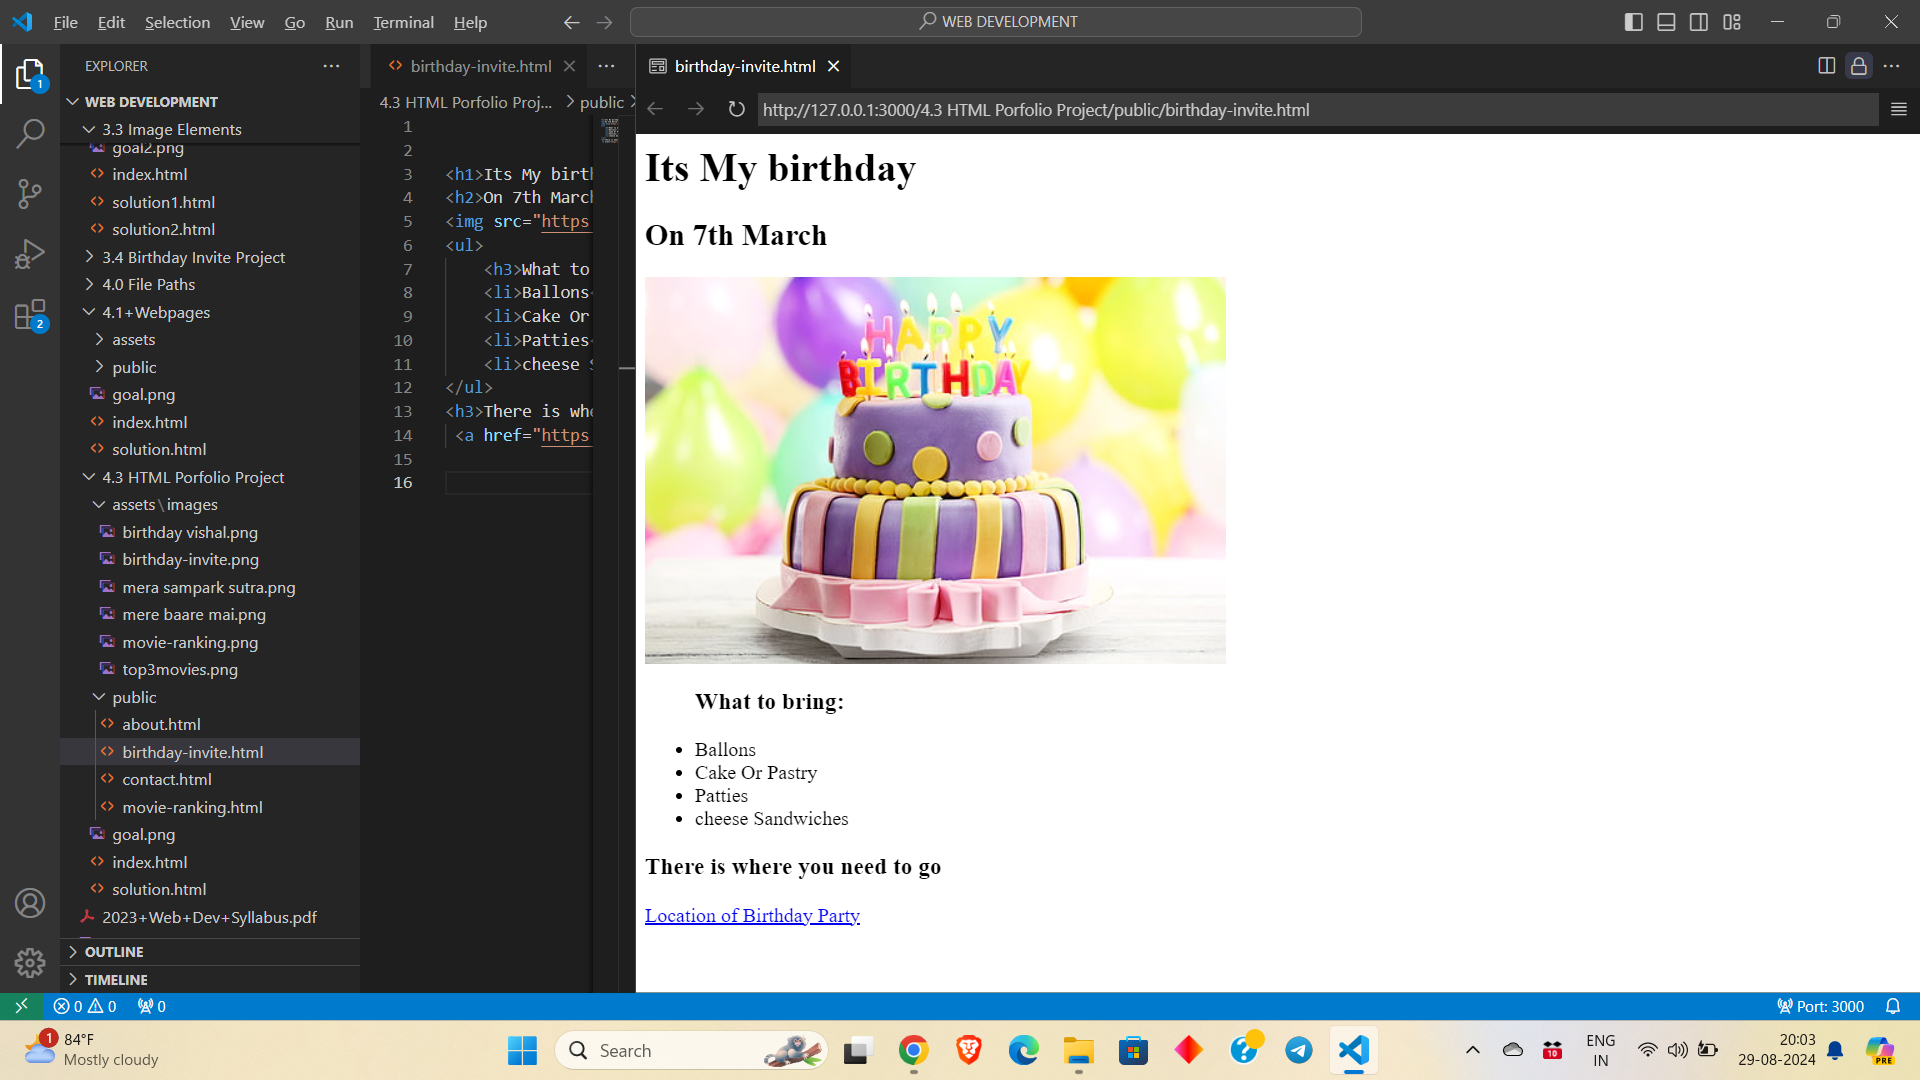 File Edit Selection View Go Run Terminal Help
WEB DEVELOPMENT
EXPLORER
WEB DEVELOPMENT
3.3 Image Elements
goal2.png
index.html
solution1.html
solution2.html
3.4 Birthday Invite Project
4.0 File Paths
4.1+Webpages
assets
public
goal.png
index.html
solution.html
4.3 HTML Porfolio Project
assets\images
birthday vishal.png
birthday-invite.png
mera sampark sutra.png
mere baare mai.png
movie-ranking.png
top3movies.png
public
about.html
birthday-invite.html
contact.html
movie-ranking.html
goal.png
index.html
solution.html
2023+Web+Dev+Syllabus.pdf
OUTLINE
TIMELINE
1
2
birthday-invite.html
4.3 HTML Porfolio Proj... > public >
1
2
3 <h1>Its My birth
4 <h2>On 7th March
5 <img src="https
6 <ul>
7 <h3>What to
8 <li>Ballons<
9 <li>Cake Or
10 <li>Patties<
11 <li>cheese S
12 </ul>
13 <h3>There is whe
14 <a href="https
15
16
birthday-invite.html
http://127.0.0.1:3000/4.3 HTML Porfolio Project/public/birthday-invite.html
Its My birthday
On 7th March
HAPPY
BIRTHDAY
What to bring:
Ballons
Cake Or Pastry
Patties
cheese Sandwiches
There is where you need to go
Location of Birthday Party
0 0 0
Port: 3000
1
84°F
Mostly cloudy
Search
10
ENG
IN
20:03
29-08-2024
PRE